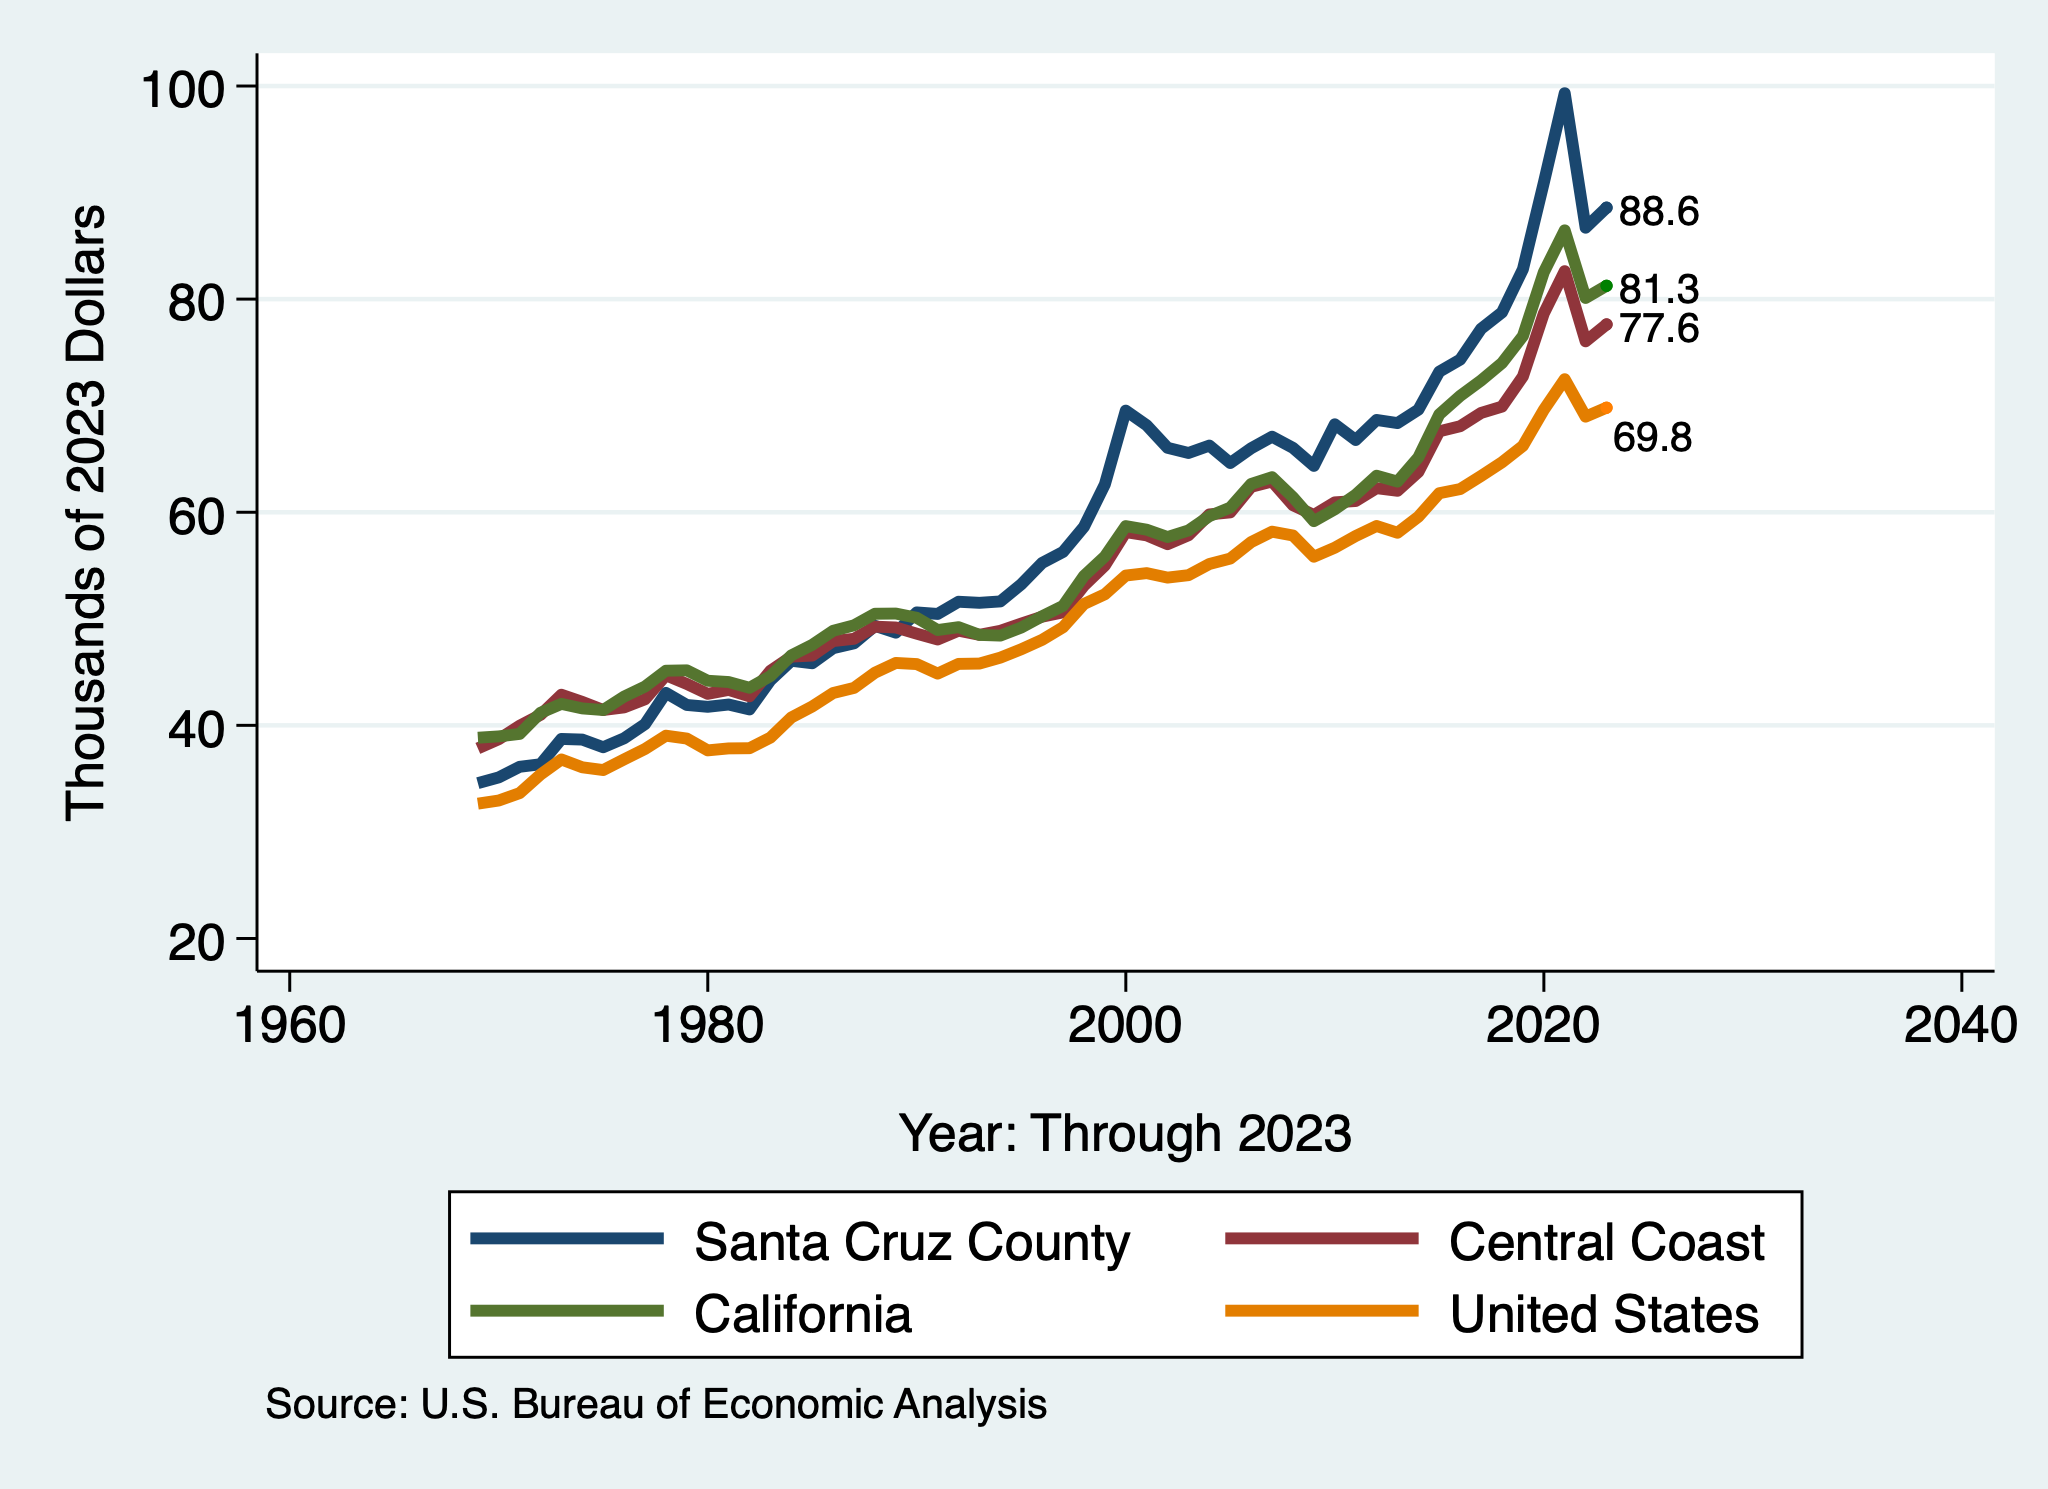 Thousands of 2023 Dollars
100
80
60
40
20
88.6
81.3
77.6
69.8
1960 1980 2000 2020 2040
Year: Through 2023
Santa Cruz County Central Coast
California United States
Source: U.S. Bureau of Economic Analysis